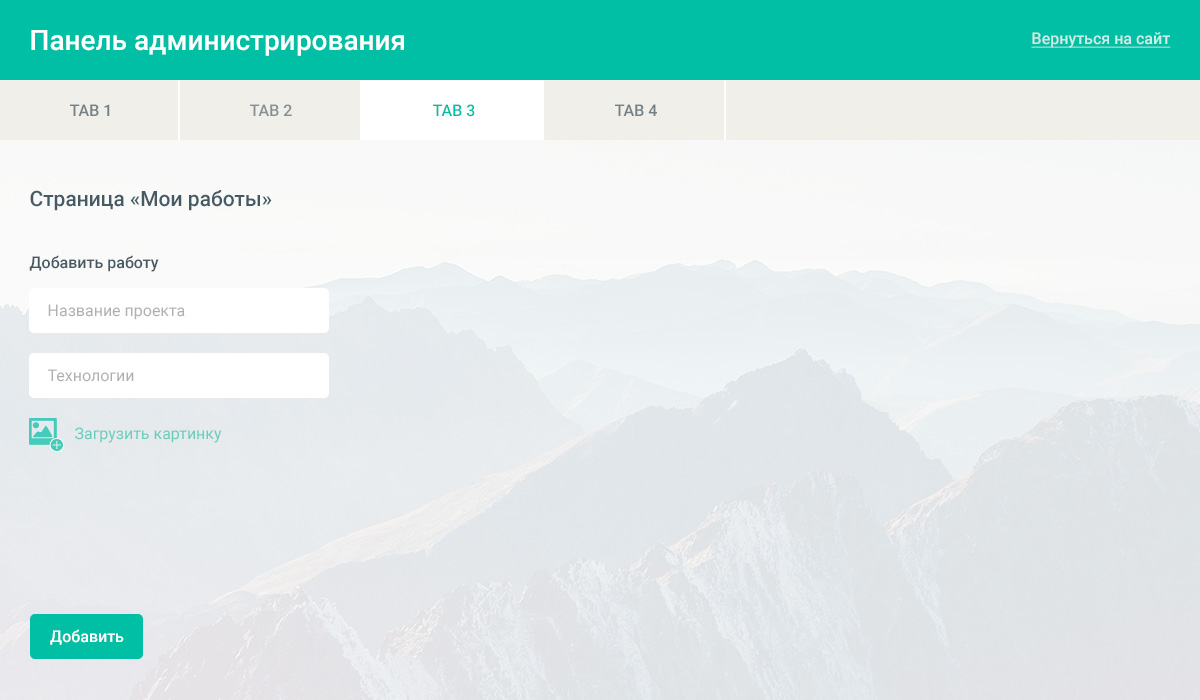 Панель администрирования
Вернуться на сайт
TAB 1
TAB 2
TAB 3
TAB 4
Страница «Мои работы»
Добавить работу
Название проекта
Технологии
Загрузить картинку
Добавить